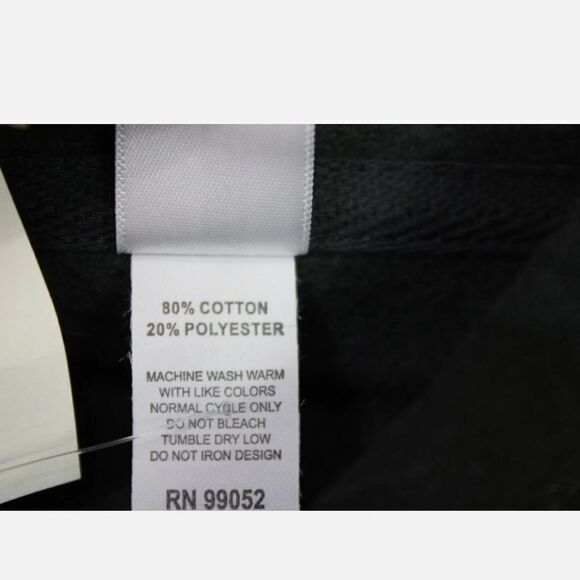 80% COTTON
20% POLYESTER
MACHINE WASH WARM
WITH LIKE COLORS
NORMAL CYCLE ONLY
DO NOT BLEACH
TUMBLE DRY LOW
DO NOT IRON DESIGN
RN 99052